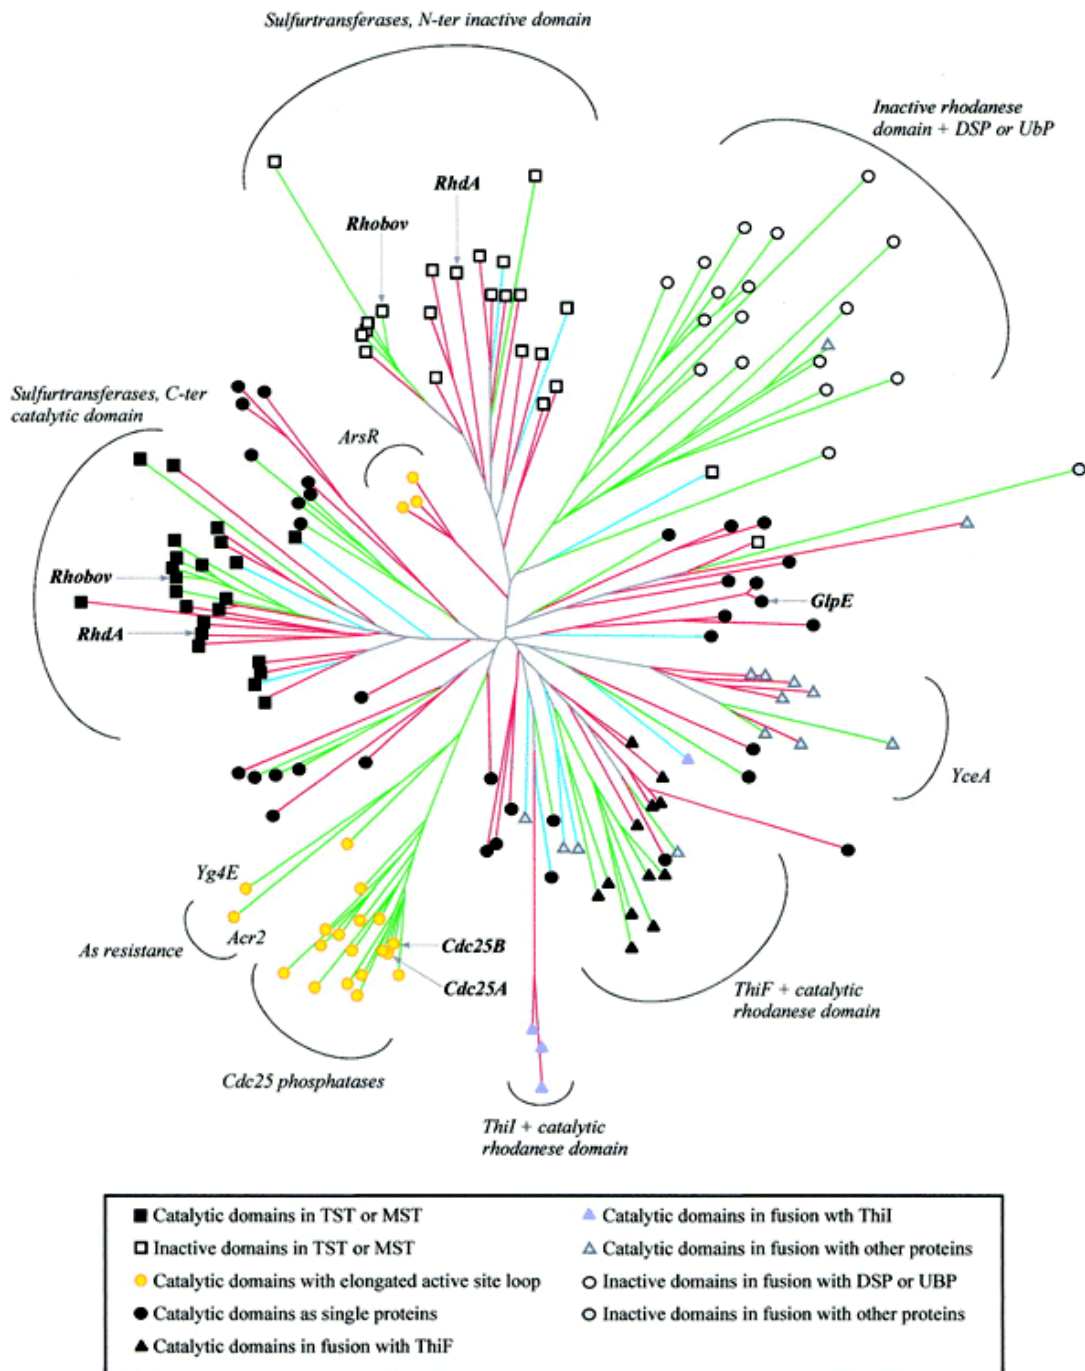 Sulfurtransferases, N-ter inactive domain
Inactive rhodanese
domain + DSP or UbP
RhdA
Rhobov
Sulfurtransferases, C-ter
catalytic domain
ArsR
Rhobov
RhdA
GlpE
YceA
Yg4E
As resistance
Acr2
Cdc25B
Cdc25A
ThiF + catalytic
rhodanese domain
Cdc25 phosphatases
ThiI + catalytic
rhodanese domain
Catalytic domains in TST or MST
Inactive domains in TST or MST
Catalytic domains with elongated active site loop
Catalytic domains as single proteins
Catalytic domains in fusion with ThiF
Catalytic domains in fusion wth ThiI
Catalytic domains in fusion with other proteins
Inactive domains in fusion with DSP or UBP
Inactive domains in fusion with other proteins